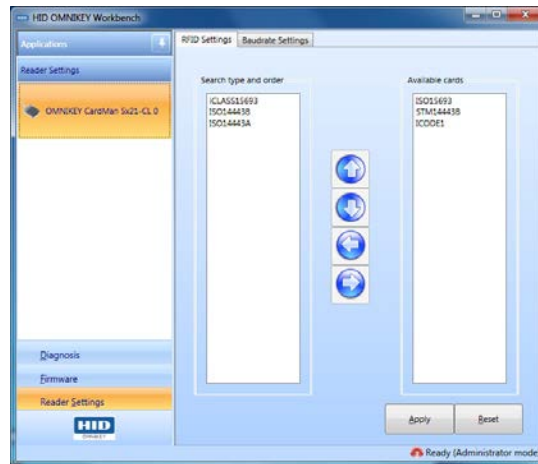 HID OMNIKEY Workbench
Applications
RFID Settings
Baudrate Settings
Reader Settings
OMNIKEY CardMan 5x21-CL 0
Search type and order
iCLASS15693
ISO14443B
ISO14443A
Available cards
ISO15693
STM14443B
ICODE1
Diagnosis
Firmware
Reader Settings
HID
OMNIKEY
Apply
Reset
Ready (Administrator mode